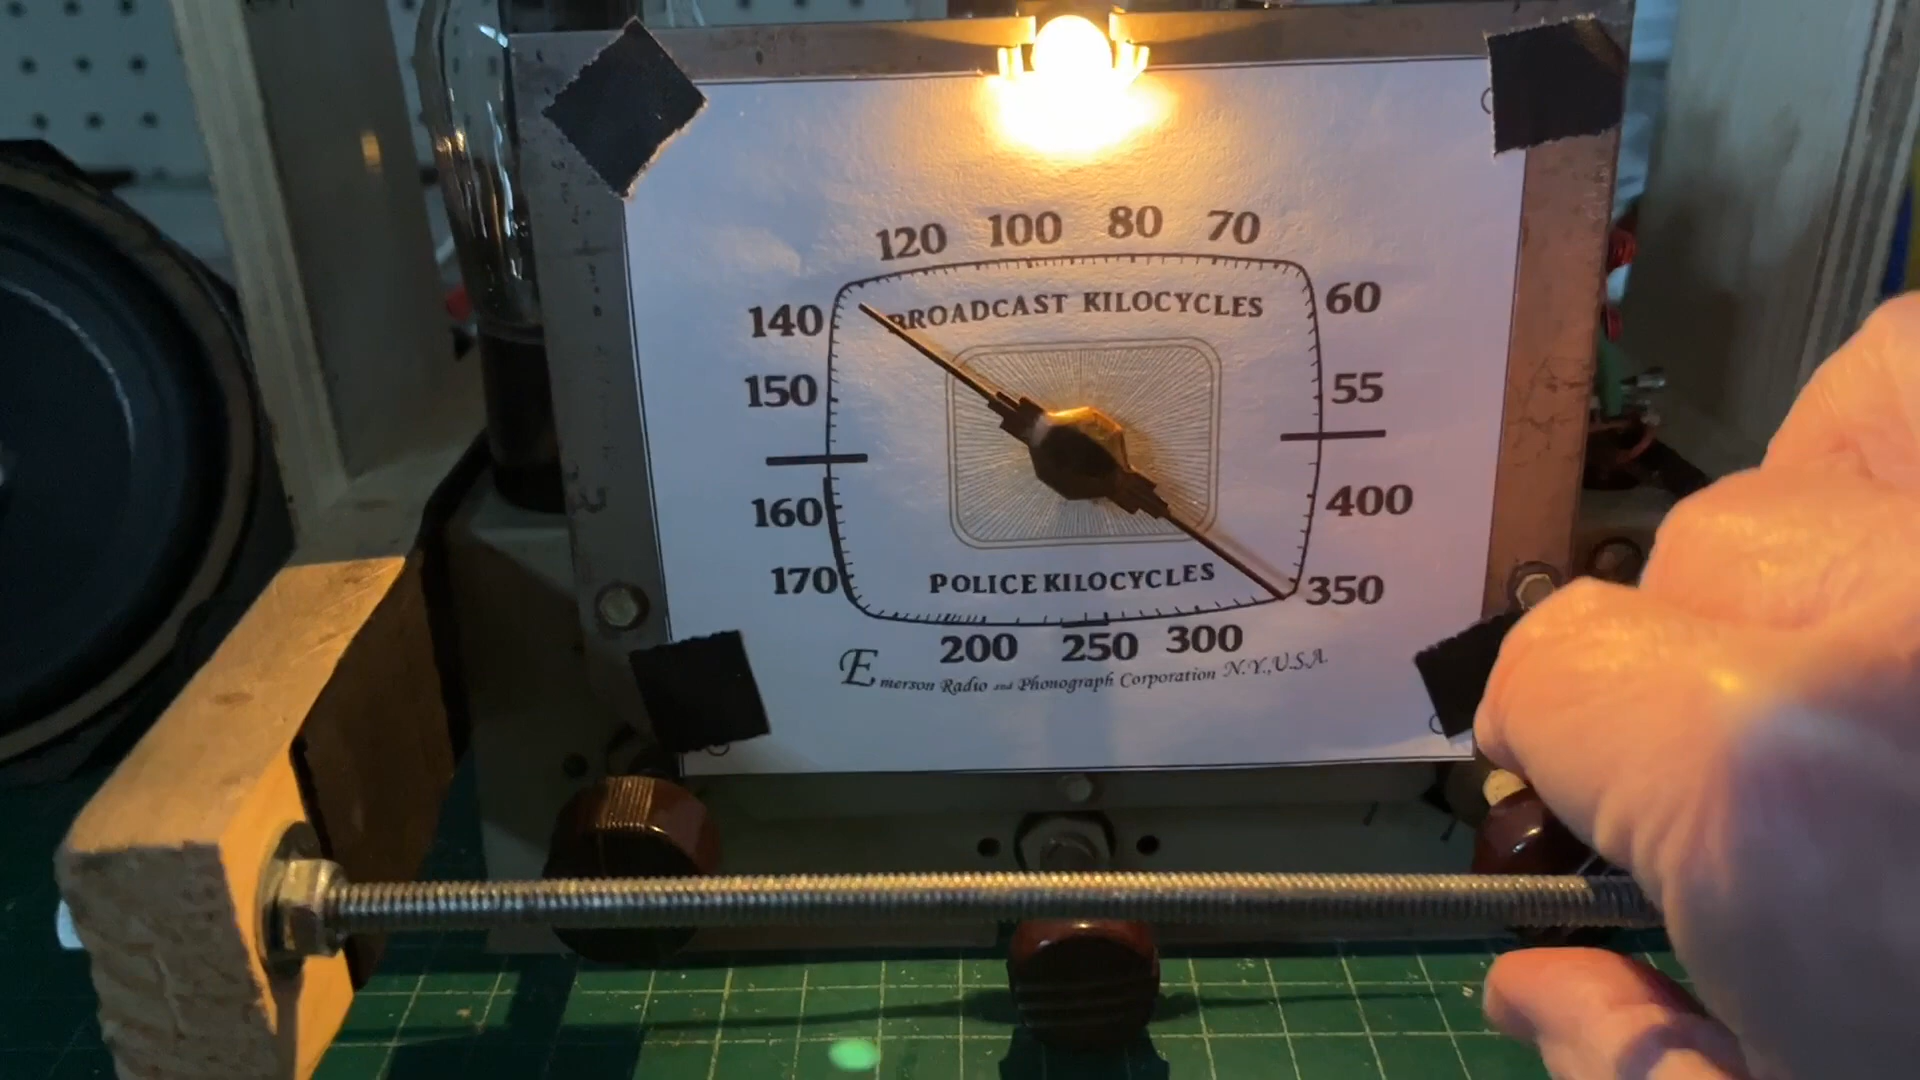 120 100 80 70
140 60
BROADCAST KILOCYCLES
150 55
160 400
170 350
POLICE KILOCYCLES
200 250 300
Emerson Radio and Phonograph Corporation N.Y., U.S.A.